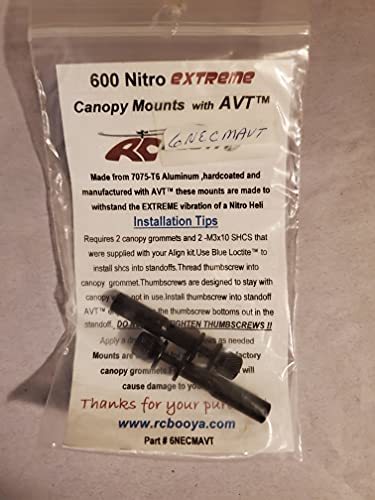 600 Nitro EXTREME
Canopy Mounts with AVT™
RC 6NECMAVT
Made from 7075-T6 Aluminum ,hardcoated and
manufactured with AVT™ these mounts are made to
withstand the EXTREME vibration of a Nitro Heli
Installation Tips
Requires 2 canopy grommets and 2 -M3x10 SHCS that
were supplied with your Align kit.Use Blue Loctite™ to
install shcs into standoffs.Thread thumbscrew into
canopy grommet.Thumbscrews are designed to stay with
canopy not in use.Install thumbscrew into standoff
AVT™ the thumbscrew bottoms out in the
standoff. TIGHTEN THUMBSCREWS !!
Apply a as needed
Mounts are for factory
canopy grommets will
cause damage to your
Thanks for your
www.rcbooya.com
Part # 6NECMAVT